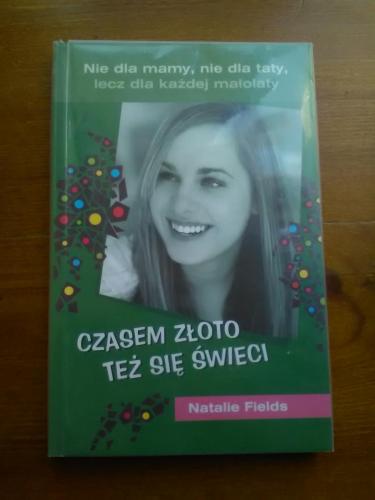 Nie dla mamy, nie dla taty,
lecz dla każdej małolaty
CZASEM ZŁOTO
TEŻ SIĘ ŚWIECI
Natalie Fields